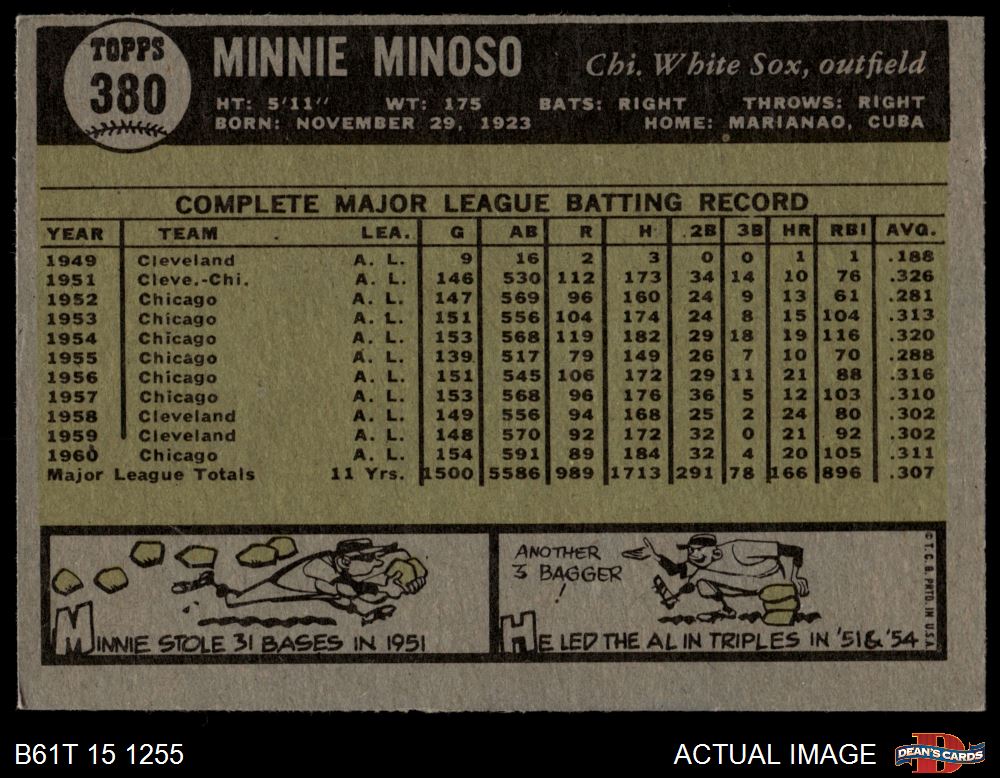 TOPPS
380
MINNIE MINOSO
Chi. White Sox, outfield
HT: 5'11" WT: 175 BATS: RIGHT THROWS: RIGHT
BORN: NOVEMBER 29, 1923 HOME: MARIANAO, CUBA
COMPLETE MAJOR LEAGUE BATTING RECORD
YEAR TEAM LEA. G AB R H 2B 3B HR RBI AVG.
1949 Cleveland A. L. 9 16 2 3 0 0 1 1 .188
1951 Cleve.-Chi. A. L. 146 530 112 173 34 14 10 76 .326
1952 Chicago A. L. 147 569 96 160 24 9 13 61 .281
1953 Chicago A. L. 151 556 104 174 24 8 15 104 .313
1954 Chicago A. L. 153 568 119 182 29 18 19 116 .320
1955 Chicago A. L. 139 517 79 149 26 7 10 70 .288
1956 Chicago A. L. 151 545 106 172 29 11 21 88 .316
1957 Chicago A. L. 153 568 96 176 36 5 12 103 .310
1958 Cleveland A. L. 149 556 94 168 25 2 24 80 .302
1959 Cleveland A. L. 148 570 92 172 32 0 21 92 .302
1960 Chicago A. L. 154 591 89 184 32 4 20 105 .311
Major League Totals 11 Yrs. 1500 5586 989 1713 291 78 166 896 .307
MINNIE STOLE 31 BASES IN 1951
ANOTHER
3 BAGGER
!
HE LED THE AL IN TRIPLES IN '51 & '54
© T.C.G. PRTD. IN U.S.A.
B61T 15 1255
ACTUAL IMAGE
DEAN'S CARDS